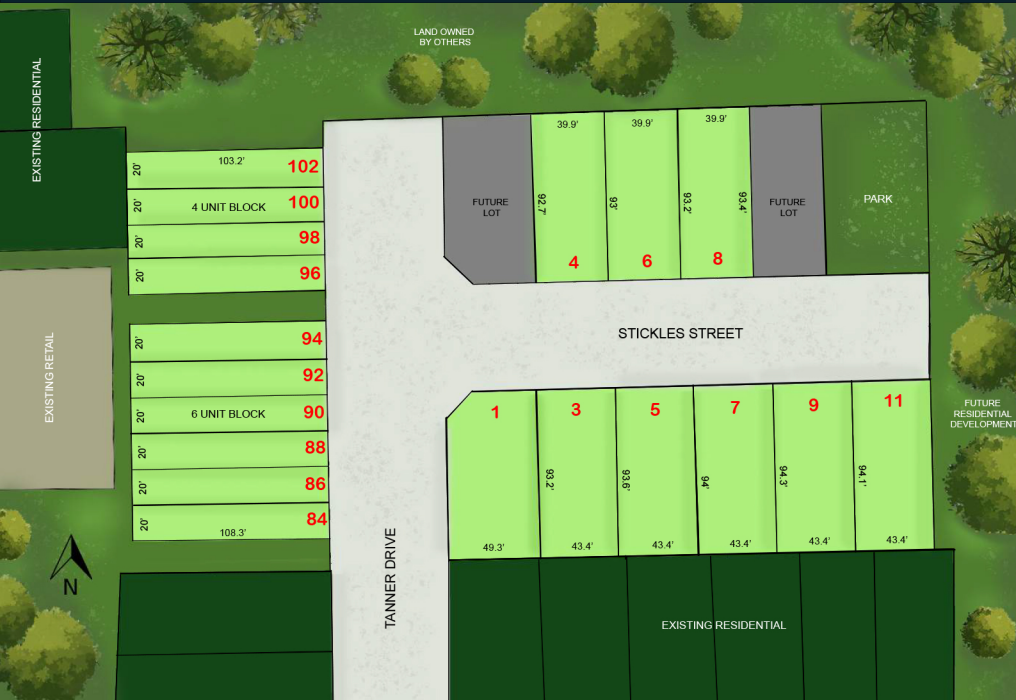 LAND OWNED
BY OTHERS
EXISTING RESIDENTIAL
20'
103.2'
102
20'
4 UNIT BLOCK
100
20'
98
20'
96
EXISTING RETAIL
20'
94
20'
92
20'
6 UNIT BLOCK
90
20'
88
20'
86
20'
108.3'
84
N
TANNER DRIVE
FUTURE
LOT
39.9'
92.7'
4
39.9'
93'
6
39.9'
93.2'
93.4'
8
FUTURE
LOT
PARK
STICKLES STREET
1
49.3'
93.2'
3
43.4'
93.6'
5
43.4'
94'
7
43.4'
94.3'
9
43.4'
94.1'
11
43.4'
FUTURE
RESIDENTIAL
DEVELOPMENT
EXISTING RESIDENTIAL